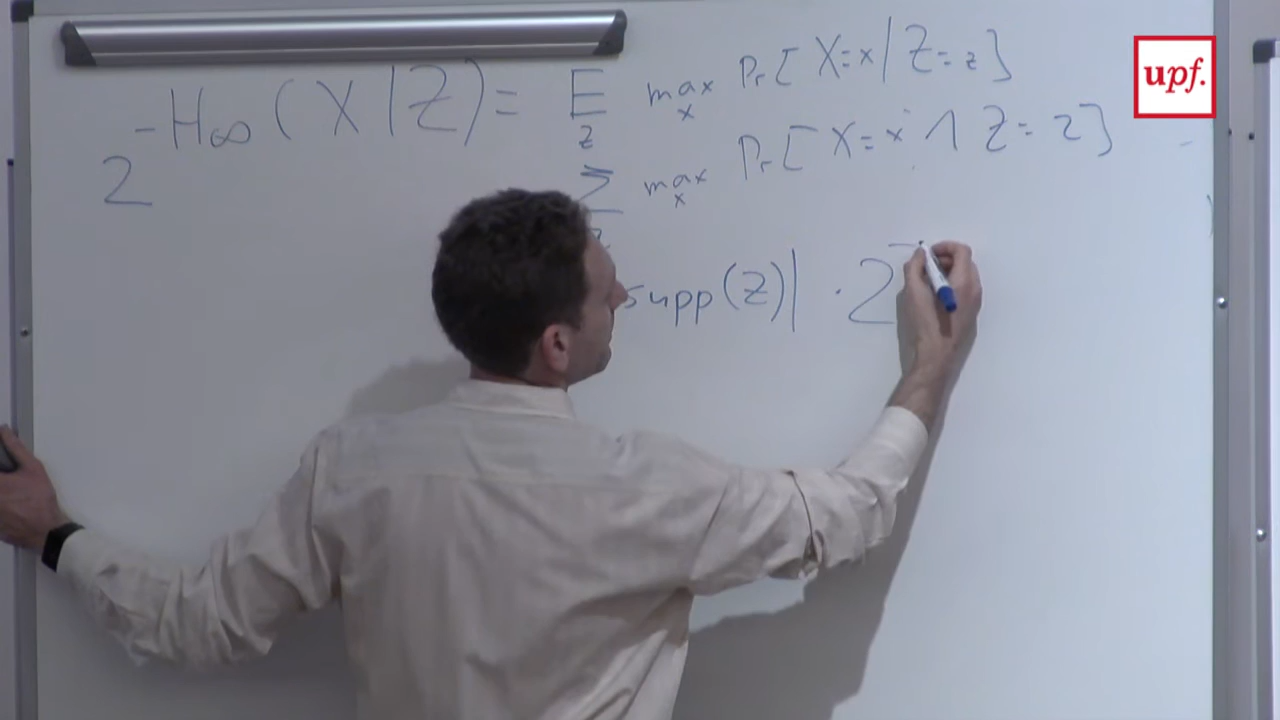 2^{-H∞(X|Z)} = E_z max_x Pr[X=x|Z=z]
Σ_z max_x Pr[X=x ∧ Z=z]
supp(Z)| · 2^-
upf.